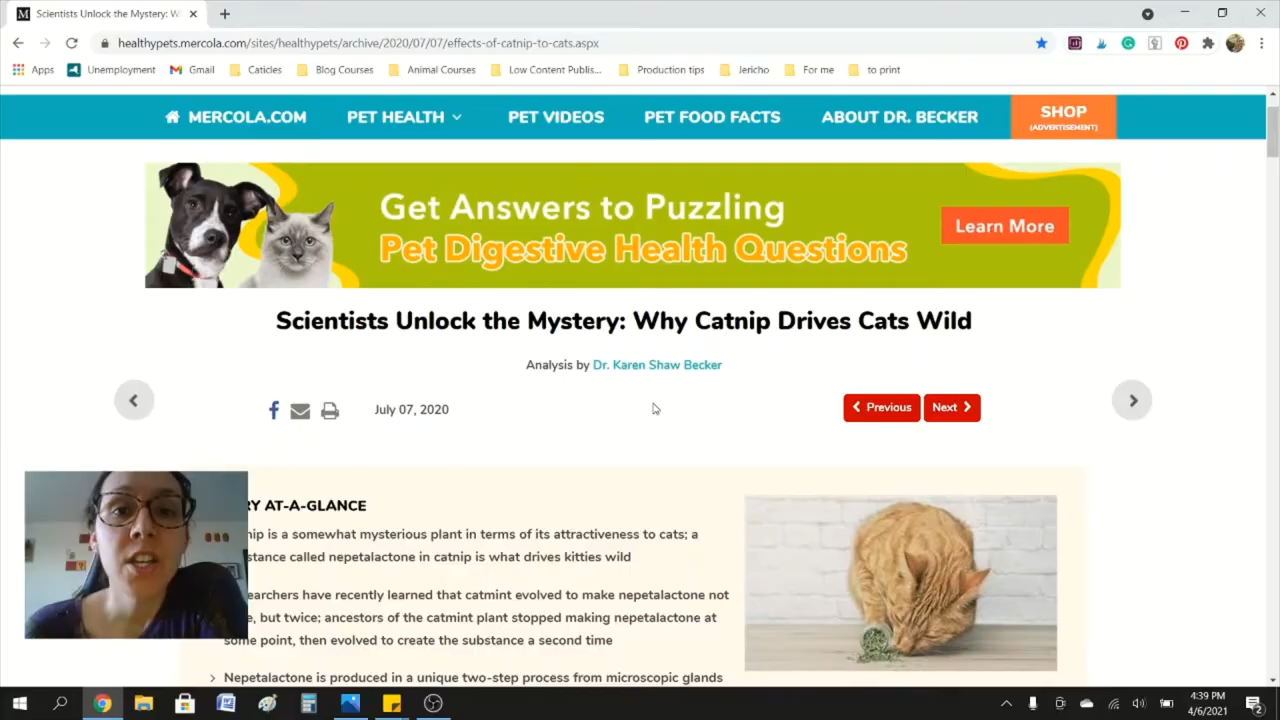 Scientists Unlock the Mystery: W
healthypets.mercola.com/sites/healthypets/archive/2020/07/07/effects-of-catnip-to-cats.aspx
Apps Unemployment Gmail Caticles Blog Courses Animal Courses Low Content Publis... Production tips Jericho For me to print
MERCOLA.COM PET HEALTH PET VIDEOS PET FOOD FACTS ABOUT DR. BECKER SHOP
(ADVERTISEMENT)
Get Answers to Puzzling
Pet Digestive Health Questions
Learn More
Scientists Unlock the Mystery: Why Catnip Drives Cats Wild
Analysis by Dr. Karen Shaw Becker
July 07, 2020
Previous Next
RY AT-A-GLANCE
nip is a somewhat mysterious plant in terms of its attractiveness to cats; a
stance called nepetalactone in catnip is what drives kitties wild
earchers have recently learned that catmint evolved to make nepetalactone not
, but twice; ancestors of the catmint plant stopped making nepetalactone at
some point, then evolved to create the substance a second time
Nepetalactone is produced in a unique two-step process from microscopic glands
4:39 PM
4/6/2021
2